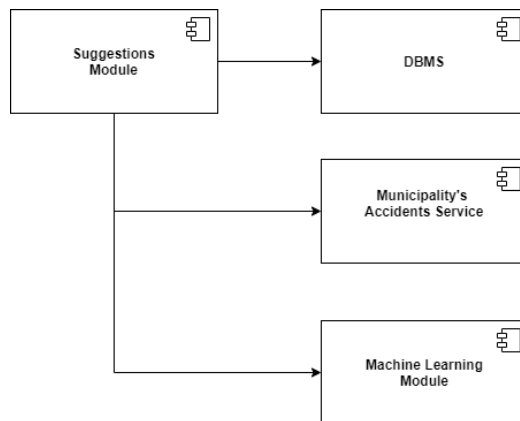 Suggestions
Module
DBMS
Municipality's
Accidents Service
Machine Learning
Module